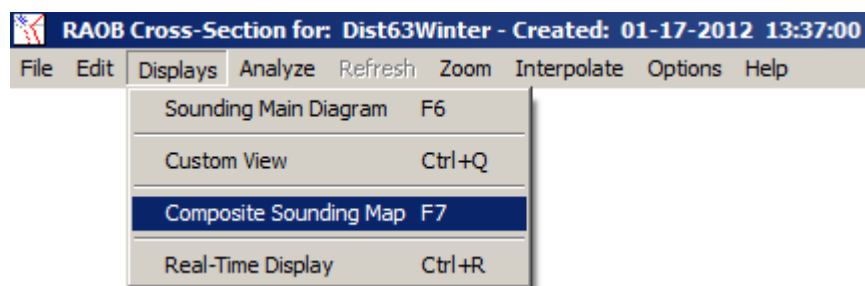 RAOB Cross-Section for: Dist63Winter - Created: 01-17-2012 13:37:00
File Edit Displays Analyze Refresh Zoom Interpolate Options Help
Sounding Main Diagram F6
Custom View Ctrl+Q
Composite Sounding Map F7
Real-Time Display Ctrl+R